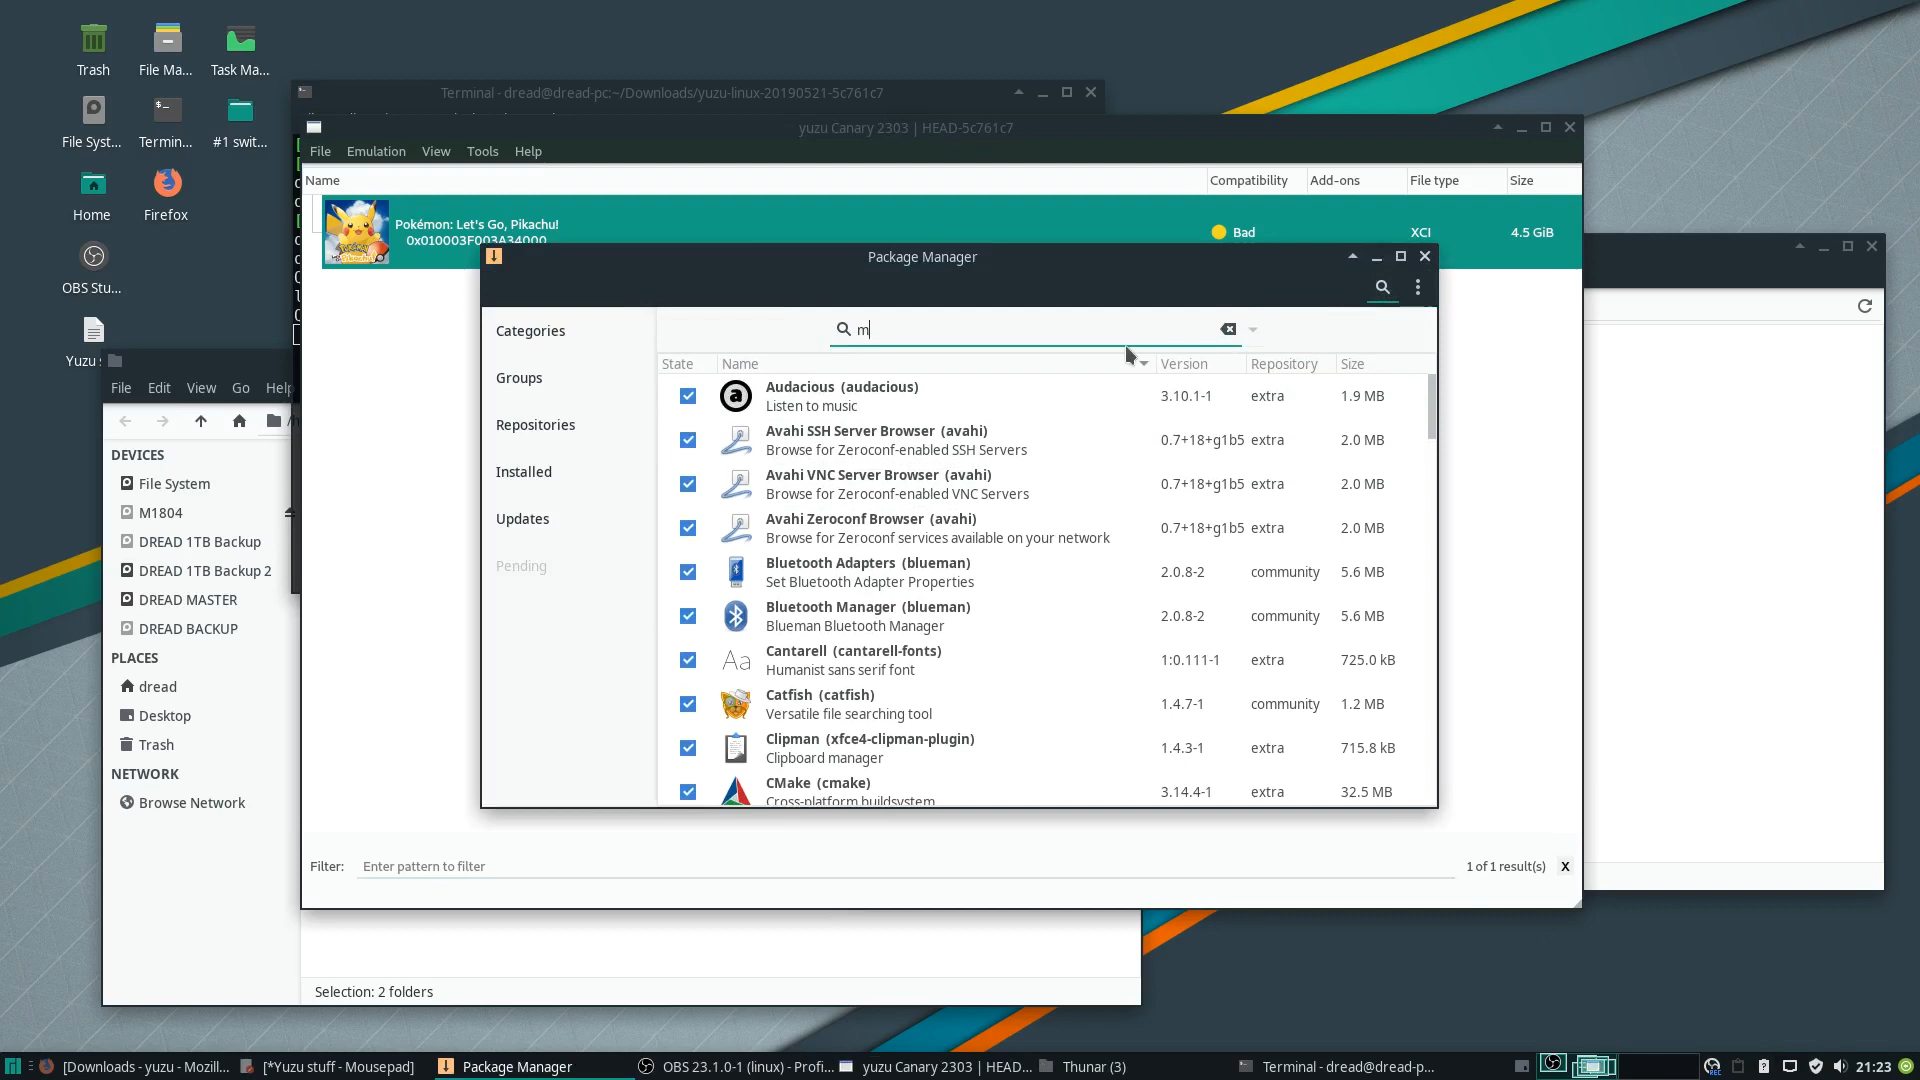 Trash
File Ma...
Task Ma...
File Syst...
Termin...
#1 swit...
Home
Firefox
OBS Stu...
Yuzu s
Terminal - dread@dread-pc:~/Downloads/yuzu-linux-20190521-5c761c7
yuzu Canary 2303 | HEAD-5c761c7
File
Emulation
View
Tools
Help
Name
Compatibility
Add-ons
File type
Size
Pokémon: Let's Go, Pikachu!
0x010003F003A34000
Bad
XCI
4.5 GiB
Package Manager
Categories
Groups
Repositories
Installed
Updates
Pending
m
State
Name
Version
Repository
Size
Audacious (audacious)
Listen to music
3.10.1-1
extra
1.9 MB
Avahi SSH Server Browser (avahi)
Browse for Zeroconf-enabled SSH Servers
0.7+18+g1b5
extra
2.0 MB
Avahi VNC Server Browser (avahi)
Browse for Zeroconf-enabled VNC Servers
0.7+18+g1b5
extra
2.0 MB
Avahi Zeroconf Browser (avahi)
Browse for Zeroconf services available on your network
0.7+18+g1b5
extra
2.0 MB
Bluetooth Adapters (blueman)
Set Bluetooth Adapter Properties
2.0.8-2
community
5.6 MB
Bluetooth Manager (blueman)
Blueman Bluetooth Manager
2.0.8-2
community
5.6 MB
Aa
Cantarell (cantarell-fonts)
Humanist sans serif font
1:0.111-1
extra
725.0 kB
Catfish (catfish)
Versatile file searching tool
1.4.7-1
community
1.2 MB
Clipman (xfce4-clipman-plugin)
Clipboard manager
1.4.3-1
extra
715.8 kB
CMake (cmake)
Cross-platform buildsystem
3.14.4-1
extra
32.5 MB
Filter:
Enter pattern to filter
1 of 1 result(s)
X
File
Edit
View
Go
Help
DEVICES
File System
M1804
DREAD 1TB Backup
DREAD 1TB Backup 2
DREAD MASTER
DREAD BACKUP
PLACES
dread
Desktop
Trash
NETWORK
Browse Network
Selection: 2 folders
[Downloads - yuzu - Mozill...
[*Yuzu stuff - Mousepad]
Package Manager
OBS 23.1.0-1 (linux) - Profi...
yuzu Canary 2303 | HEAD...
Thunar (3)
Terminal - dread@dread-p...
REC
21:23